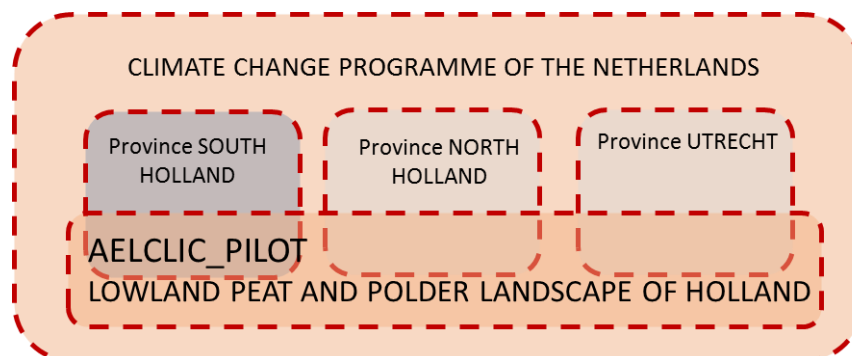 CLIMATE CHANGE PROGRAMME OF THE NETHERLANDS
Province SOUTH
HOLLAND
Province NORTH
HOLLAND
Province UTRECHT
AELCLIC_PILOT
LOWLAND PEAT AND POLDER LANDSCAPE OF HOLLAND